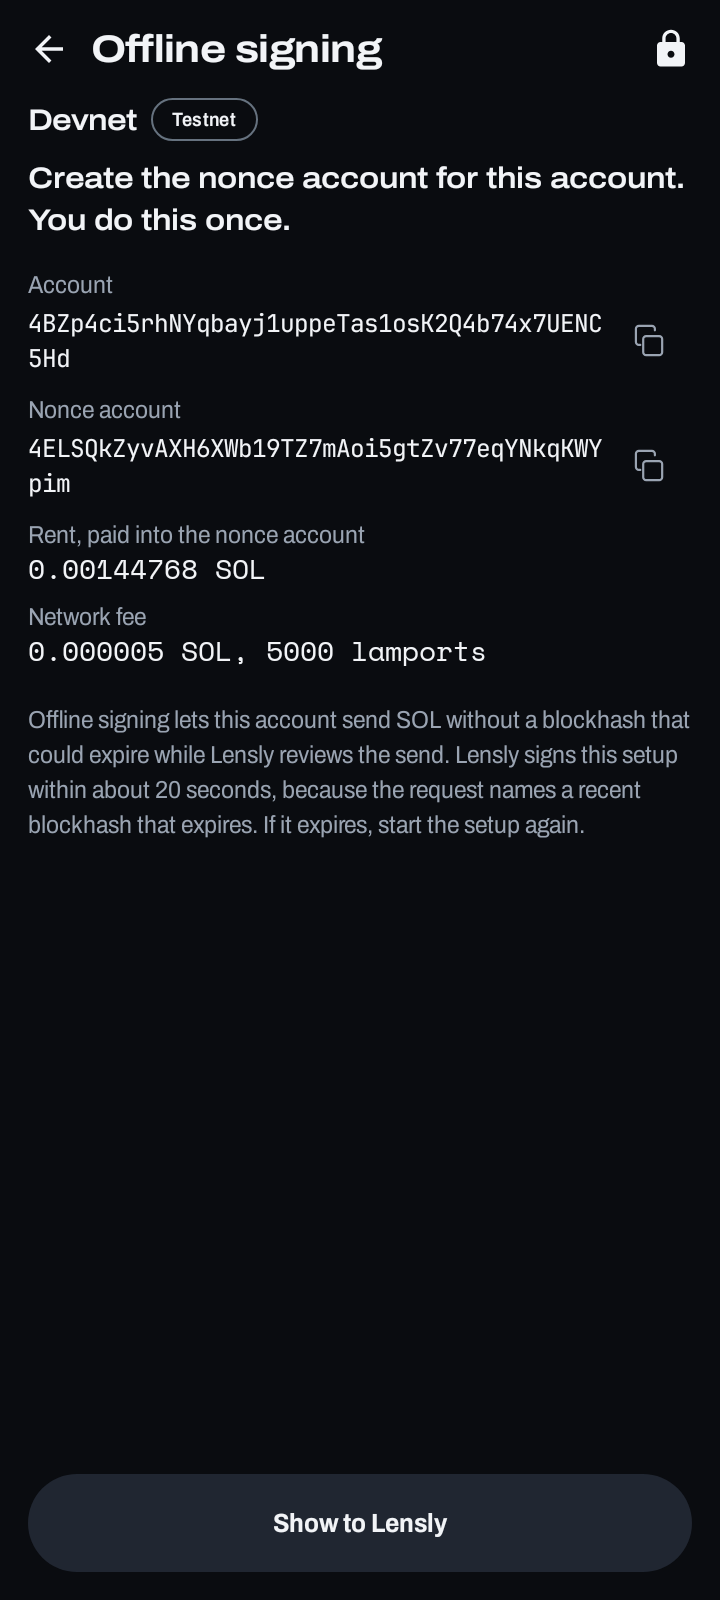 Offline signing
Devnet Testnet
Create the nonce account for this account.
You do this once.
Account
4BZp4ci5rhNYqbayj1uppeTas1osK2Q4b74x7UENC
5Hd
Nonce account
4ELSQkZyvAXH6XWb19TZ7mAoi5gtZv77eqYNkqKWY
pim
Rent, paid into the nonce account
0.00144768 SOL
Network fee
0.000005 SOL, 5000 lamports
Offline signing lets this account send SOL without a blockhash that
could expire while Lensly reviews the send. Lensly signs this setup
within about 20 seconds, because the request names a recent
blockhash that expires. If it expires, start the setup again.
Show to Lensly